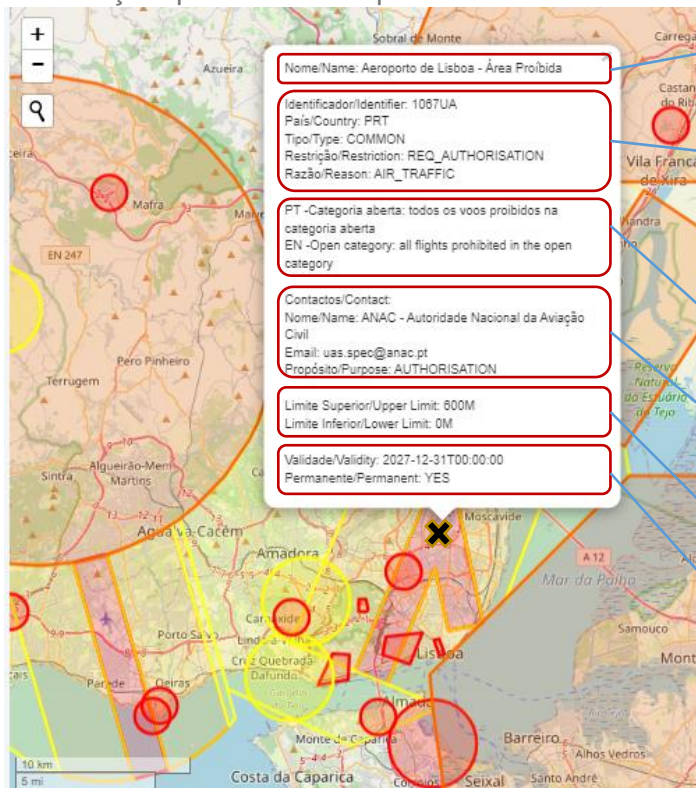 +
−
Sobral de Monte
Azueira
Nome/Name: Aeroporto de Lisboa - Área Proíbida
Identificador/Identifier: 1067UA
País/Country: PRT
Tipo/Type: COMMON
Restrição/Restriction: REQ_AUTHORISATION
Razão/Reason: AIR_TRAFFIC
Vila Franca
de Xira
Mafra
EN 247
PT -Categoria aberta: todos os voos proibidos na
categoria aberta
EN -Open category: all flights prohibited in the open
category
Contactos/Contact:
Nome/Name: ANAC - Autoridade Nacional da Aviação
Civil
Email: uas.spec@anac.pt
Propósito/Purpose: AUTHORISATION
Pero Pinheiro
Terrugem
Reserva
Natural
do Estuário
do Tejo
Limite Superior/Upper Limit: 600M
Limite Inferior/Lower Limit: 0M
Validade/Validity: 2027-12-31T00:00:00
Permanente/Permanent: YES
Sintra
Algueirão-Mem
Martins
Agualva-Cacém
Moscavide
Amadora
A 12
Mar da Palha
Samouco
Porto Salvo
Cruz Quebrada
Dafundo
Lisboa
Mont
Parede
Oeiras
Almada
Barreiro
Alhos Vedros
Monte de Caparica
10 km
5 mi
Costa da Caparica
Corroios
Seixal
Santo André